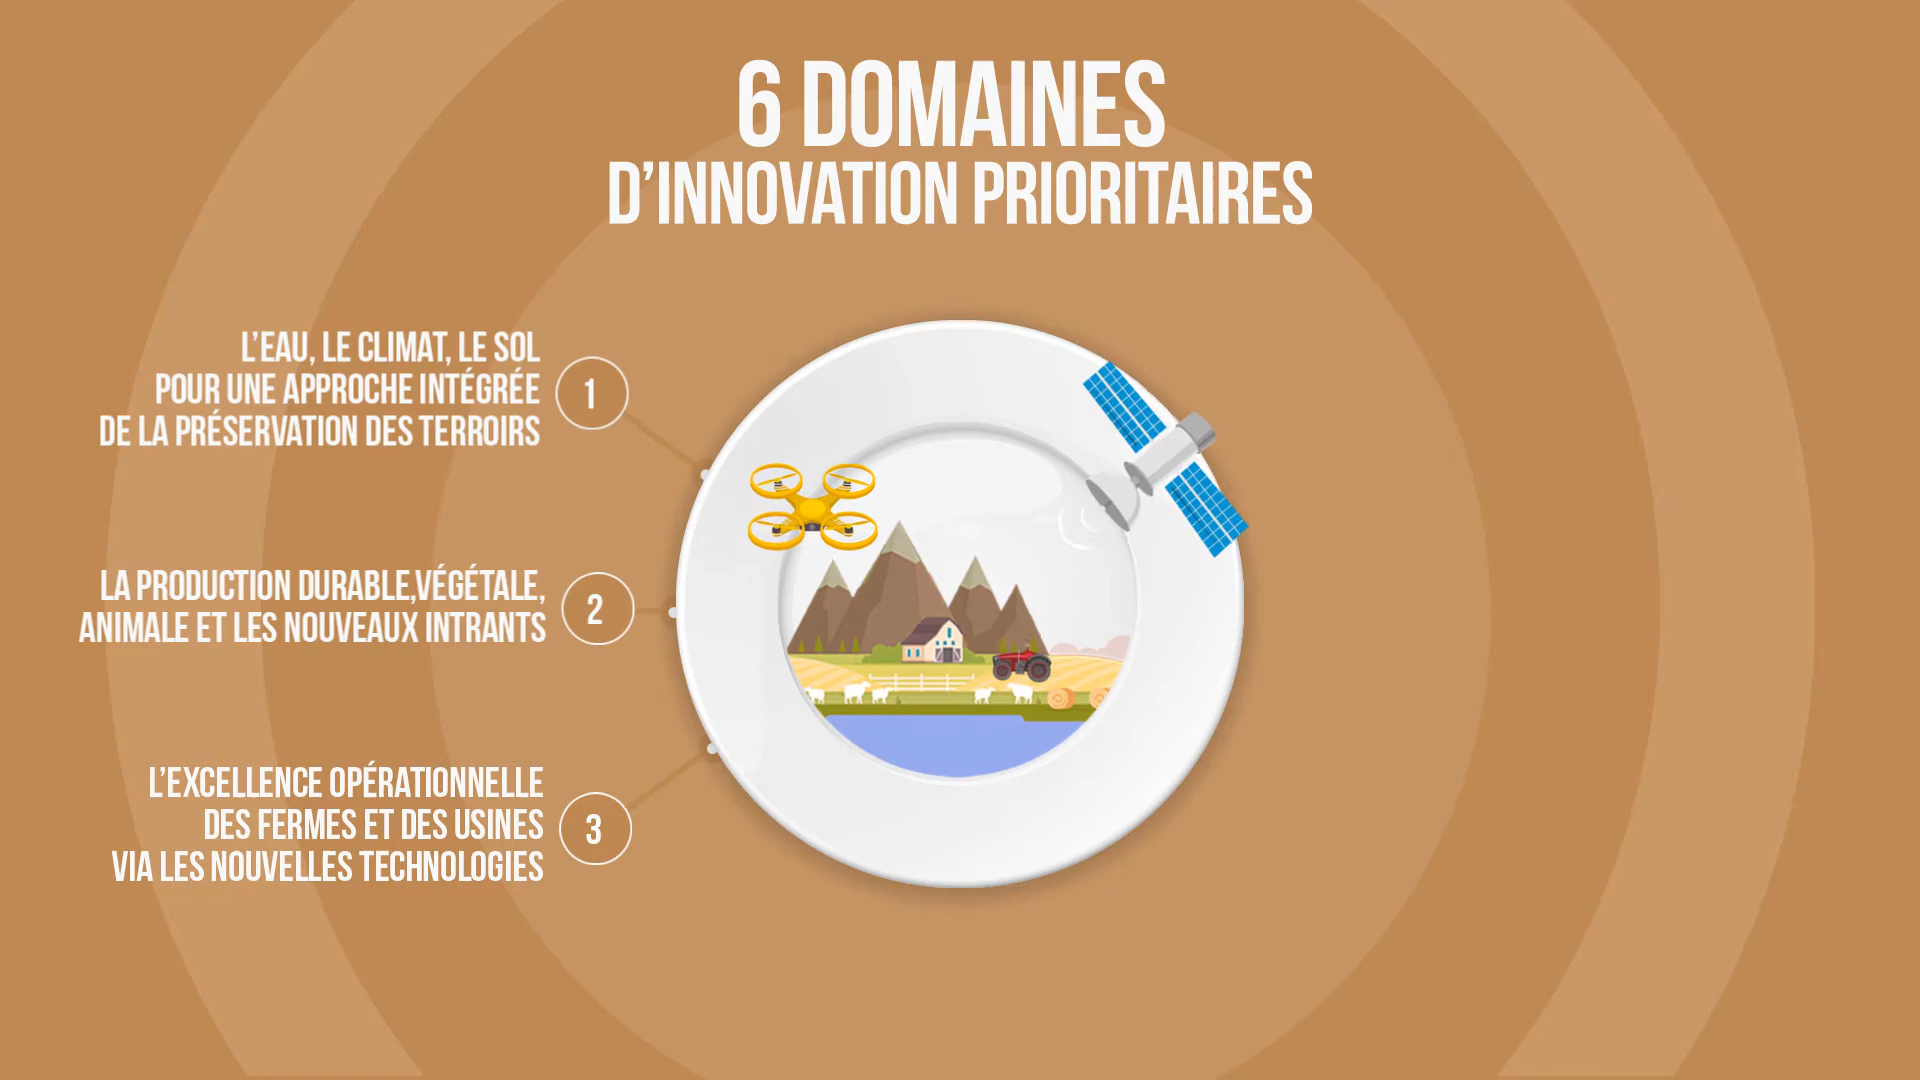 6 DOMAINES
D’INNOVATION PRIORITAIRES
L’EAU, LE CLIMAT, LE SOL
POUR UNE APPROCHE INTÉGRÉE
DE LA PRÉSERVATION DES TERROIRS
1
LA PRODUCTION DURABLE,VÉGÉTALE,
ANIMALE ET LES NOUVEAUX INTRANTS
2
L’EXCELLENCE OPÉRATIONNELLE
DES FERMES ET DES USINES
VIA LES NOUVELLES TECHNOLOGIES
3